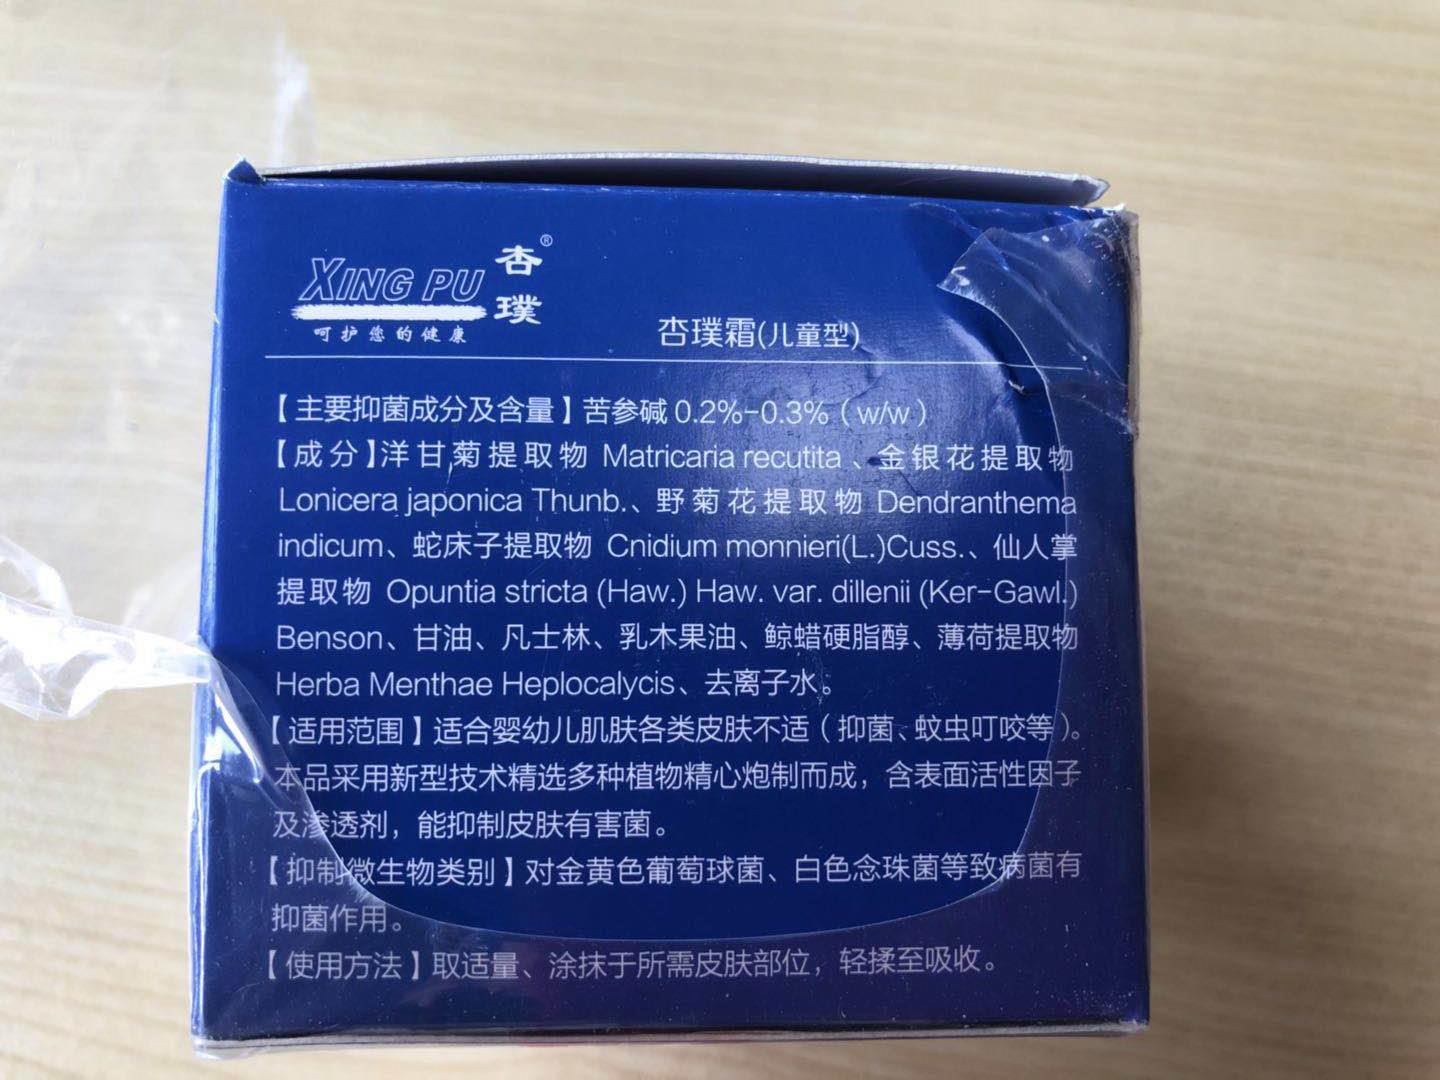 XING PU 杏璞®
呵护您的健康
杏璞霜(儿童型)
【主要抑菌成分及含量】苦参碱 0.2%-0.3%（w/w）
【成分】洋甘菊提取物 Matricaria recutita 、金银花提取物
Lonicera japonica Thunb.、野菊花提取物 Dendranthema
indicum、蛇床子提取物 Cnidium monnieri(L.)Cuss.、仙人掌
提取物 Opuntia stricta (Haw.) Haw. var. dillenii (Ker-Gawl.)
Benson、甘油、凡士林、乳木果油、鲸蜡硬脂醇、薄荷提取物
Herba Menthae Heplocalycis、去离子水。
【适用范围】适合婴幼儿肌肤各类皮肤不适（抑菌、蚊虫叮咬等）。
本品采用新型技术精选多种植物精心炮制而成，含表面活性因子
及渗透剂，能抑制皮肤有害菌。
【抑制微生物类别】对金黄色葡萄球菌、白色念珠菌等致病菌有
抑菌作用。
【使用方法】取适量、涂抹于所需皮肤部位，轻揉至吸收。